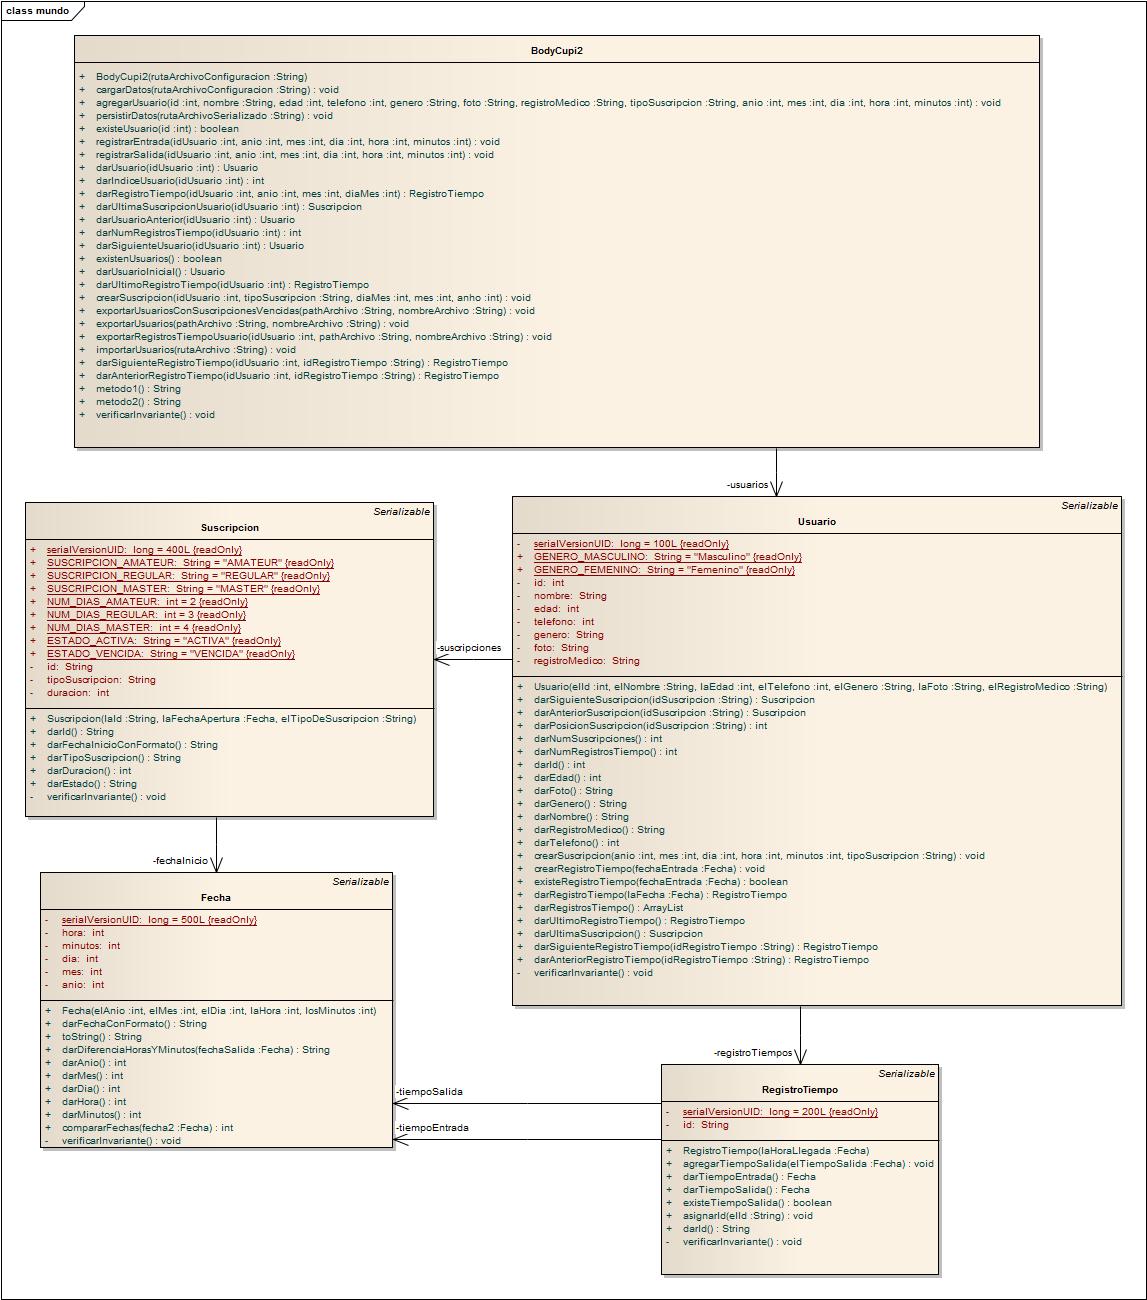 class mundo
BodyCupi2
+ BodyCupi2(rutaArchivoConfiguracion :String)
+ cargarDatos(rutaArchivoConfiguracion :String) : void
+ agregarUsuario(id :int, nombre :String, edad :int, telefono :int, genero :String, foto :String, registroMedico :String, tipoSuscripcion :String, anio :int, mes :int, dia :int, hora :int, minutos :int) : void
+ persistirDatos(rutaArchivoSerializado :String) : void
+ existeUsuario(id :int) : boolean
+ registrarEntrada(idUsuario :int, anio :int, mes :int, dia :int, hora :int, minutos :int) : void
+ registrarSalida(idUsuario :int, anio :int, mes :int, dia :int, hora :int, minutos :int) : void
+ darUsuario(idUsuario :int) : Usuario
+ darIndiceUsuario(idUsuario :int) : int
+ darRegistroTiempo(idUsuario :int, anio :int, mes :int, diaMes :int) : RegistroTiempo
+ darUltimaSuscripcionUsuario(idUsuario :int) : Suscripcion
+ darUsuarioAnterior(idUsuario :int) : Usuario
+ darNumRegistrosTiempo(idUsuario :int) : int
+ darSiguienteUsuario(idUsuario :int) : Usuario
+ existenUsuarios() : boolean
+ darUsuarioInicial() : Usuario
+ darUltimoRegistroTiempo(idUsuario :int) : RegistroTiempo
+ crearSuscripcion(idUsuario :int, tipoSuscripcion :String, diaMes :int, mes :int, anho :int) : void
+ exportarUsuariosConSuscripcionesVencidas(pathArchivo :String, nombreArchivo :String) : void
+ exportarUsuarios(pathArchivo :String, nombreArchivo :String) : void
+ exportarRegistrosTiempoUsuario(idUsuario :int, pathArchivo :String, nombreArchivo :String) : void
+ importarUsuarios(rutaArchivo :String) : void
+ darSiguienteRegistroTiempo(idUsuario :int, idRegistroTiempo :String) : RegistroTiempo
+ darAnteriorRegistroTiempo(idUsuario :int, idRegistroTiempo :String) : RegistroTiempo
+ metodo1() : String
+ metodo2() : String
+ verificarInvariante() : void
-usuarios
Serializable
Suscripcion
+ serialVersionUID: long = 400L {readOnly}
+ SUSCRIPCION_AMATEUR: String = "AMATEUR" {readOnly}
+ SUSCRIPCION_REGULAR: String = "REGULAR" {readOnly}
+ SUSCRIPCION_MASTER: String = "MASTER" {readOnly}
+ NUM_DIAS_AMATEUR: int = 2 {readOnly}
+ NUM_DIAS_REGULAR: int = 3 {readOnly}
+ NUM_DIAS_MASTER: int = 4 {readOnly}
+ ESTADO_ACTIVA: String = "ACTIVA" {readOnly}
+ ESTADO_VENCIDA: String = "VENCIDA" {readOnly}
- id: String
- tipoSuscripcion: String
- duracion: int
+ Suscripcion(laId :String, laFechaApertura :Fecha, elTipoDeSuscripcion :String)
+ darId() : String
+ darFechaInicioConFormato() : String
+ darTipoSuscripcion() : String
+ darDuracion() : int
+ darEstado() : String
- verificarInvariante() : void
-suscripciones
Serializable
Usuario
- serialVersionUID: long = 100L {readOnly}
+ GENERO_MASCULINO: String = "Masculino" {readOnly}
+ GENERO_FEMENINO: String = "Femenino" {readOnly}
- id: int
- nombre: String
- edad: int
- telefono: int
- genero: String
- foto: String
- registroMedico: String
+ Usuario(elId :int, elNombre :String, laEdad :int, elTelefono :int, elGenero :String, laFoto :String, elRegistroMedico :String)
+ darSiguienteSuscripcion(idSuscripcion :String) : Suscripcion
+ darAnteriorSuscripcion(idSuscripcion :String) : Suscripcion
+ darPosicionSuscripcion(idSuscripcion :String) : int
+ darNumSuscripciones() : int
+ darNumRegistrosTiempo() : int
+ darId() : int
+ darEdad() : int
+ darFoto() : String
+ darGenero() : String
+ darNombre() : String
+ darRegistroMedico() : String
+ darTelefono() : int
+ crearSuscripcion(anio :int, mes :int, dia :int, hora :int, minutos :int, tipoSuscripcion :String) : void
+ crearRegistroTiempo(fechaEntrada :Fecha) : void
+ existeRegistroTiempo(fechaEntrada :Fecha) : boolean
+ darRegistroTiempo(laFecha :Fecha) : RegistroTiempo
+ darRegistrosTiempo() : ArrayList
+ darUltimoRegistroTiempo() : RegistroTiempo
+ darUltimaSuscripcion() : Suscripcion
+ darSiguienteRegistroTiempo(idRegistroTiempo :String) : RegistroTiempo
+ darAnteriorRegistroTiempo(idRegistroTiempo :String) : RegistroTiempo
- verificarInvariante() : void
-fechaInicio
Serializable
Fecha
- serialVersionUID: long = 500L {readOnly}
- hora: int
- minutos: int
- dia: int
- mes: int
- anio: int
+ Fecha(elAnio :int, elMes :int, elDia :int, laHora :int, losMinutos :int)
+ darFechaConFormato() : String
+ toString() : String
+ darDiferenciaHorasYMinutos(fechaSalida :Fecha) : String
+ darAnio() : int
+ darMes() : int
+ darDia() : int
+ darHora() : int
+ darMinutos() : int
+ compararFechas(fecha2 :Fecha) : int
- verificarInvariante() : void
-registroTiempos
-tiempoSalida
-tiempoEntrada
Serializable
RegistroTiempo
- serialVersionUID: long = 200L {readOnly}
- id: String
+ RegistroTiempo(laHoraLlegada :Fecha)
+ agregarTiempoSalida(elTiempoSalida :Fecha) : void
+ darTiempoEntrada() : Fecha
+ darTiempoSalida() : Fecha
+ existeTiempoSalida() : boolean
+ asignarId(elId :String) : void
+ darId() : String
- verificarInvariante() : void